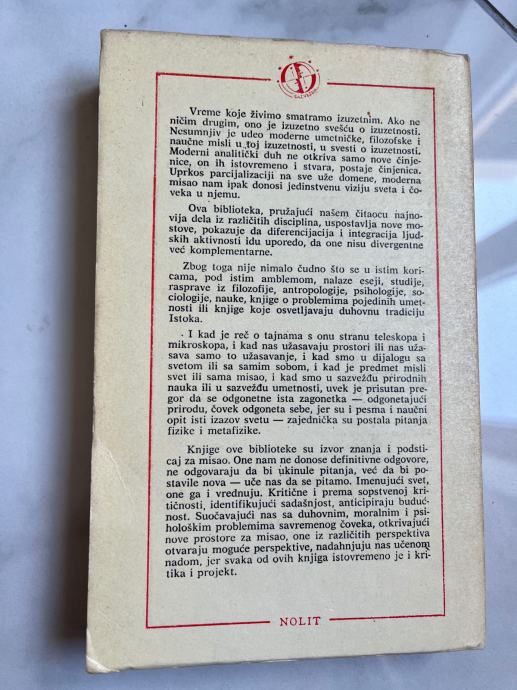 SAZVEŽĐA
Vreme koje živimo smatramo izuzetnim. Ako ne
ničim drugim, ono je izuzetno svešću o izuzetnosti.
Nesumnjiv je udeo moderne umetničke, filozofske i
naučne misli u toj izuzetnosti, u svesti o izuzetnosti.
Moderni analitički duh ne otkriva samo nove činje-
nice, on ih istovremeno i stvara, postaje činjenica.
Uprkos parcijalizaciji na sve uže domene, moderna
misao nam ipak donosi jedinstvenu viziju sveta i čo-
veka u njemu.
Ova biblioteka, pružajući našem čitaocu najno-
vija dela iz različitih disciplina, uspostavlja nove mo-
stove, pokazuje da diferencijacija i integracija ljud-
skih aktivnosti idu uporedo, da one nisu divergentne
već komplementarne.
Zbog toga nije nimalo čudno što se u istim kori-
cama, pod istim amblemom, nalaze eseji, studije,
rasprave iz filozofije, antropologije, psihologije, so-
ciologije, nauke, knjige o problemima pojedinih umet-
nosti ili knjige koje osvetljavaju duhovnu tradiciju
Istoka.
I kad je reč o tajnama s onu stranu teleskopa i
mikroskopa, i kad nas užasavaju prostori ili nas uža-
sava samo to užasavanje, i kad smo u dijalogu sa
svetom ili sa samim sobom, i kad je predmet misli
svet ili sama misao, i kad smo u sazvežđu prirodnih
nauka ili u sazvežđu umetnosti, uvek je prisutan pre-
gor da se odgonetne ista zagonetka — odgonetajući
prirodu, čovek odgoneta sebe, jer su i pesma i naučni
opit isti izazov svetu — zajednička su postala pitanja
fizike i metafizike.
Knjige ove biblioteke su izvor znanja i podsti-
caj za misao. One nam ne donose definitivne odgovore,
ne odgovaraju da bi ukinule pitanja, već da bi po-
stavile nova — uče nas da se pitamo. Imenujući svet,
one ga i vrednuju. Kritične i prema sopstvenoj kri-
tičnosti, identifikujući sadašnjost, anticipiraju buduć-
nost. Suočavajući nas sa duhovnim, moralnim i psi-
hološkim problemima savremenog čoveka, otkrivajući
nove prostore za misao, one iz različitih perspektiva
otvaraju moguće perspektive, nadahnjuju nas učenom
nadom, jer svaka od ovih knjiga istovremeno je i kri-
tika i projekt.
NOLIT